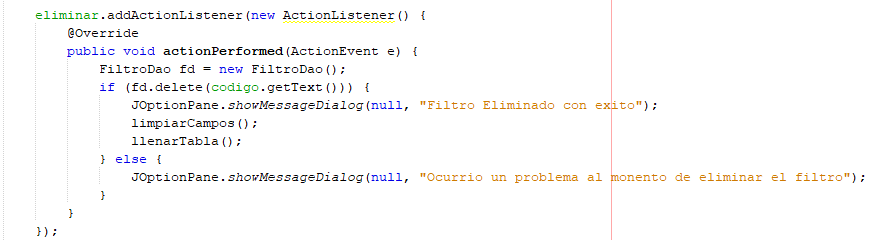 eliminar.addActionListener(new ActionListener() {
@Override
public void actionPerformed(ActionEvent e) {
FiltroDao fd = new FiltroDao();
if (fd.delete(codigo.getText())) {
JOptionPane.showMessageDialog(null, "Filtro Eliminado con exito");
limpiarCampos();
llenarTabla();
} else {
JOptionPane.showMessageDialog(null, "Ocurrio un problema al monento de eliminar el filtro");
}
}
});